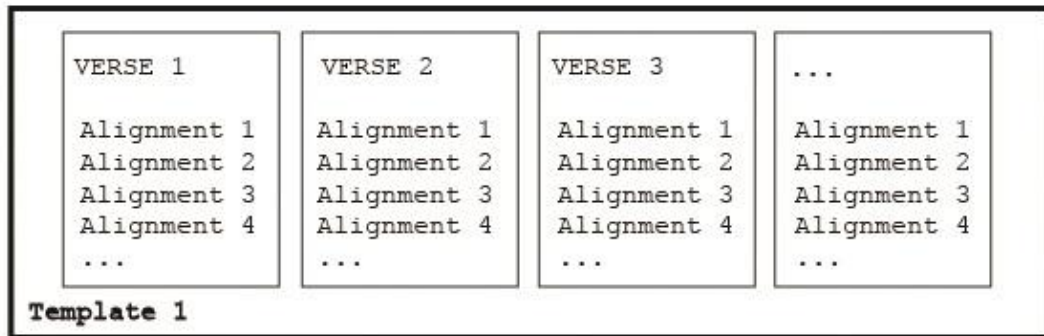 VERSE 1
Alignment 1
Alignment 2
Alignment 3
Alignment 4
...
VERSE 2
Alignment 1
Alignment 2
Alignment 3
Alignment 4
...
VERSE 3
Alignment 1
Alignment 2
Alignment 3
Alignment 4
...
...
Alignment 1
Alignment 2
Alignment 3
Alignment 4
...
Template 1